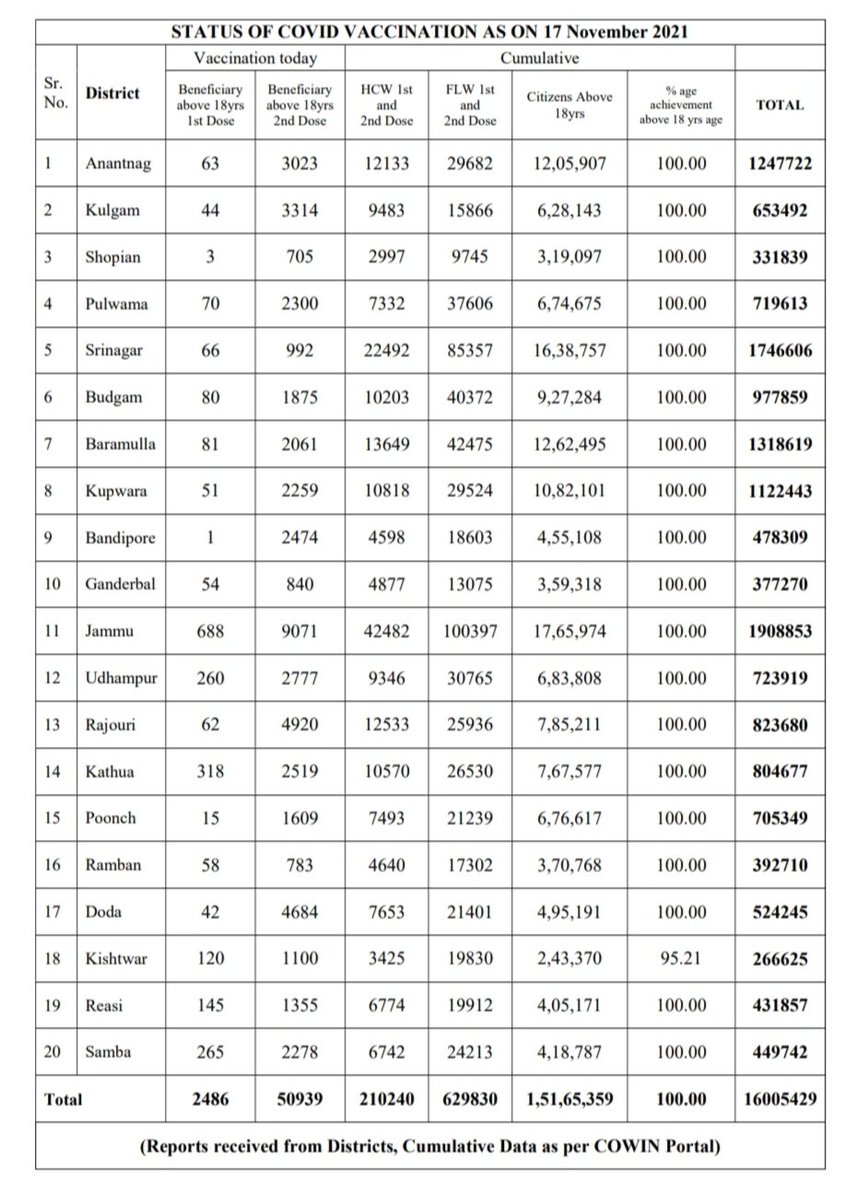 STATUS OF COVID VACCINATION AS ON 17 November 2021
Sr. No. District Vaccination today Cumulative
Beneficiary above 18yrs 1st Dose Beneficiary above 18yrs 2nd Dose HCW 1st and 2nd Dose FLW 1st and 2nd Dose Citizens Above 18yrs % age achievement above 18 yrs age TOTAL
1 Anantnag 63 3023 12133 29682 12,05,907 100.00 1247722
2 Kulgam 44 3314 9483 15866 6,28,143 100.00 653492
3 Shopian 3 705 2997 9745 3,19,097 100.00 331839
4 Pulwama 70 2300 7332 37606 6,74,675 100.00 719613
5 Srinagar 66 992 22492 85357 16,38,757 100.00 1746606
6 Budgam 80 1875 10203 40372 9,27,284 100.00 977859
7 Baramulla 81 2061 13649 42475 12,62,495 100.00 1318619
8 Kupwara 51 2259 10818 29524 10,82,101 100.00 1122443
9 Bandipore 1 2474 4598 18603 4,55,108 100.00 478309
10 Ganderbal 54 840 4877 13075 3,59,318 100.00 377270
11 Jammu 688 9071 42482 100397 17,65,974 100.00 1908853
12 Udhampur 260 2777 9346 30765 6,83,808 100.00 723919
13 Rajouri 62 4920 12533 25936 7,85,211 100.00 823680
14 Kathua 318 2519 10570 26530 7,67,577 100.00 804677
15 Poonch 15 1609 7493 21239 6,76,617 100.00 705349
16 Ramban 58 783 4640 17302 3,70,768 100.00 392710
17 Doda 42 4684 7653 21401 4,95,191 100.00 524245
18 Kishtwar 120 1100 3425 19830 2,43,370 95.21 266625
19 Reasi 145 1355 6774 19912 4,05,171 100.00 431857
20 Samba 265 2278 6742 24213 4,18,787 100.00 449742
Total 2486 50939 210240 629830 1,51,65,359 100.00 16005429
(Reports received from Districts, Cumulative Data as per COWIN Portal)